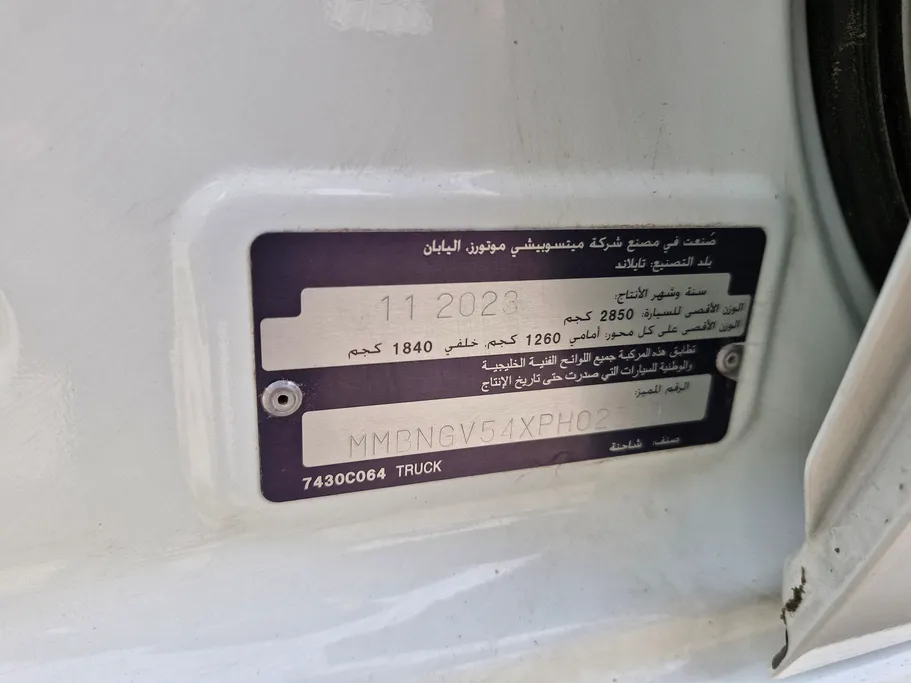 صُنعت في مصنع شركة ميتسوبيشي موتورز، اليابان
بلد التصنيع: تايلاند
سنة وشهر الأنتاج: 11 2023
الوزن الأقصى للسيارة: 2850 كجم
الوزن الأقصى على كل محور: أمامي 1260 كجم، خلفي 1840 كجم
تطابق هذه المركبة جميع اللوائح الفنية الخليجية
والوطنية للسيارات التي صدرت حتى تاريخ الإنتاج
الرقم المميز:
MMBNGV54XPH02
صنف: شاحنة
7430C064 TRUCK